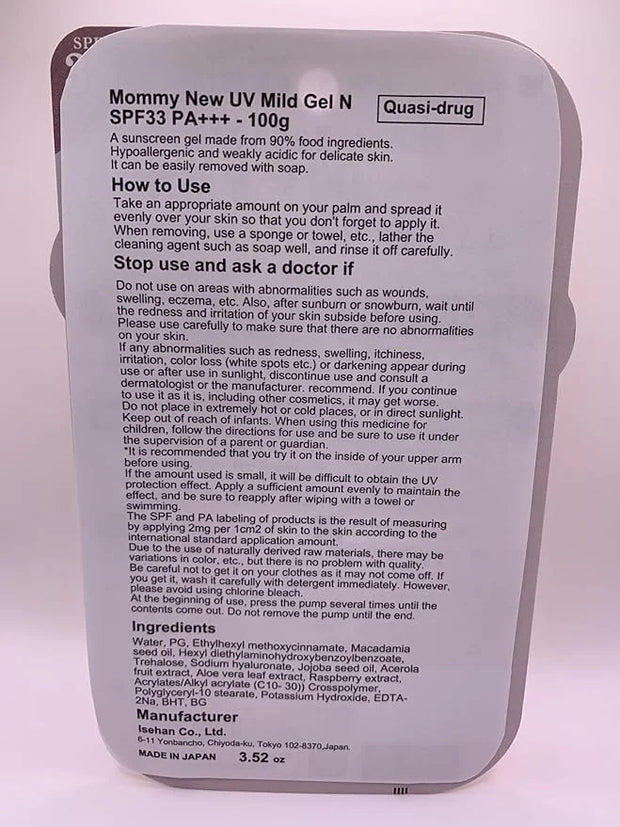 SPF
Mommy New UV Mild Gel N
SPF33 PA+++ - 100g
Quasi-drug
A sunscreen gel made from 90% food ingredients.
Hypoallergenic and weakly acidic for delicate skin.
It can be easily removed with soap.
How to Use
Take an appropriate amount on your palm and spread it
evenly over your skin so that you don't forget to apply it.
When removing, use a sponge or towel, etc., lather the
cleaning agent such as soap well, and rinse it off carefully.
Stop use and ask a doctor if
Do not use on areas with abnormalities such as wounds,
swelling, eczema, etc. Also, after sunburn or snowburn, wait until
the redness and irritation of your skin subside before using.
Please use carefully to make sure that there are no abnormalities
on your skin.
If any abnormalities such as redness, swelling, itchiness,
irritation, color loss (white spots etc.) or darkening appear during
use or after use in sunlight, discontinue use and consult a
dermatologist or the manufacturer. recommend. If you continue
to use it as it is, including other cosmetics, it may get worse.
Do not place in extremely hot or cold places, or in direct sunlight.
Keep out of reach of infants. When using this medicine for
children, follow the directions for use and be sure to use it under
the supervision of a parent or guardian.
*It is recommended that you try it on the inside of your upper arm
before using.
If the amount used is small, it will be difficult to obtain the UV
protection effect. Apply a sufficient amount evenly to maintain the
effect, and be sure to reapply after wiping with a towel or
swimming.
The SPF and PA labeling of products is the result of measuring
by applying 2mg per 1cm2 of skin to the skin according to the
international standard application amount.
Due to the use of naturally derived raw materials, there may be
variations in color, etc., but there is no problem with quality.
Be careful not to get it on your clothes as it may not come off. If
you get it, wash it carefully with detergent immediately. However,
please avoid using chlorine bleach.
At the beginning of use, press the pump several times until the
contents come out. Do not remove the pump until the end.
Ingredients
Water, PG, Ethylhexyl methoxycinnamate, Macadamia
seed oil, Hexyl diethylaminohydroxybenzoylbenzoate,
Trehalose, Sodium hyaluronate, Jojoba seed oil, Acerola
fruit extract, Aloe vera leaf extract, Raspberry extract,
Acrylates/Alkyl acrylate (C10- 30)) Crosspolymer,
Polyglyceryl-10 stearate, Potassium Hydroxide, EDTA-
2Na, BHT, BG
Manufacturer
Isehan Co., Ltd.
6-11 Yonbancho, Chiyoda-ku, Tokyo 102-8370,Japan.
MADE IN JAPAN 3.52 oz